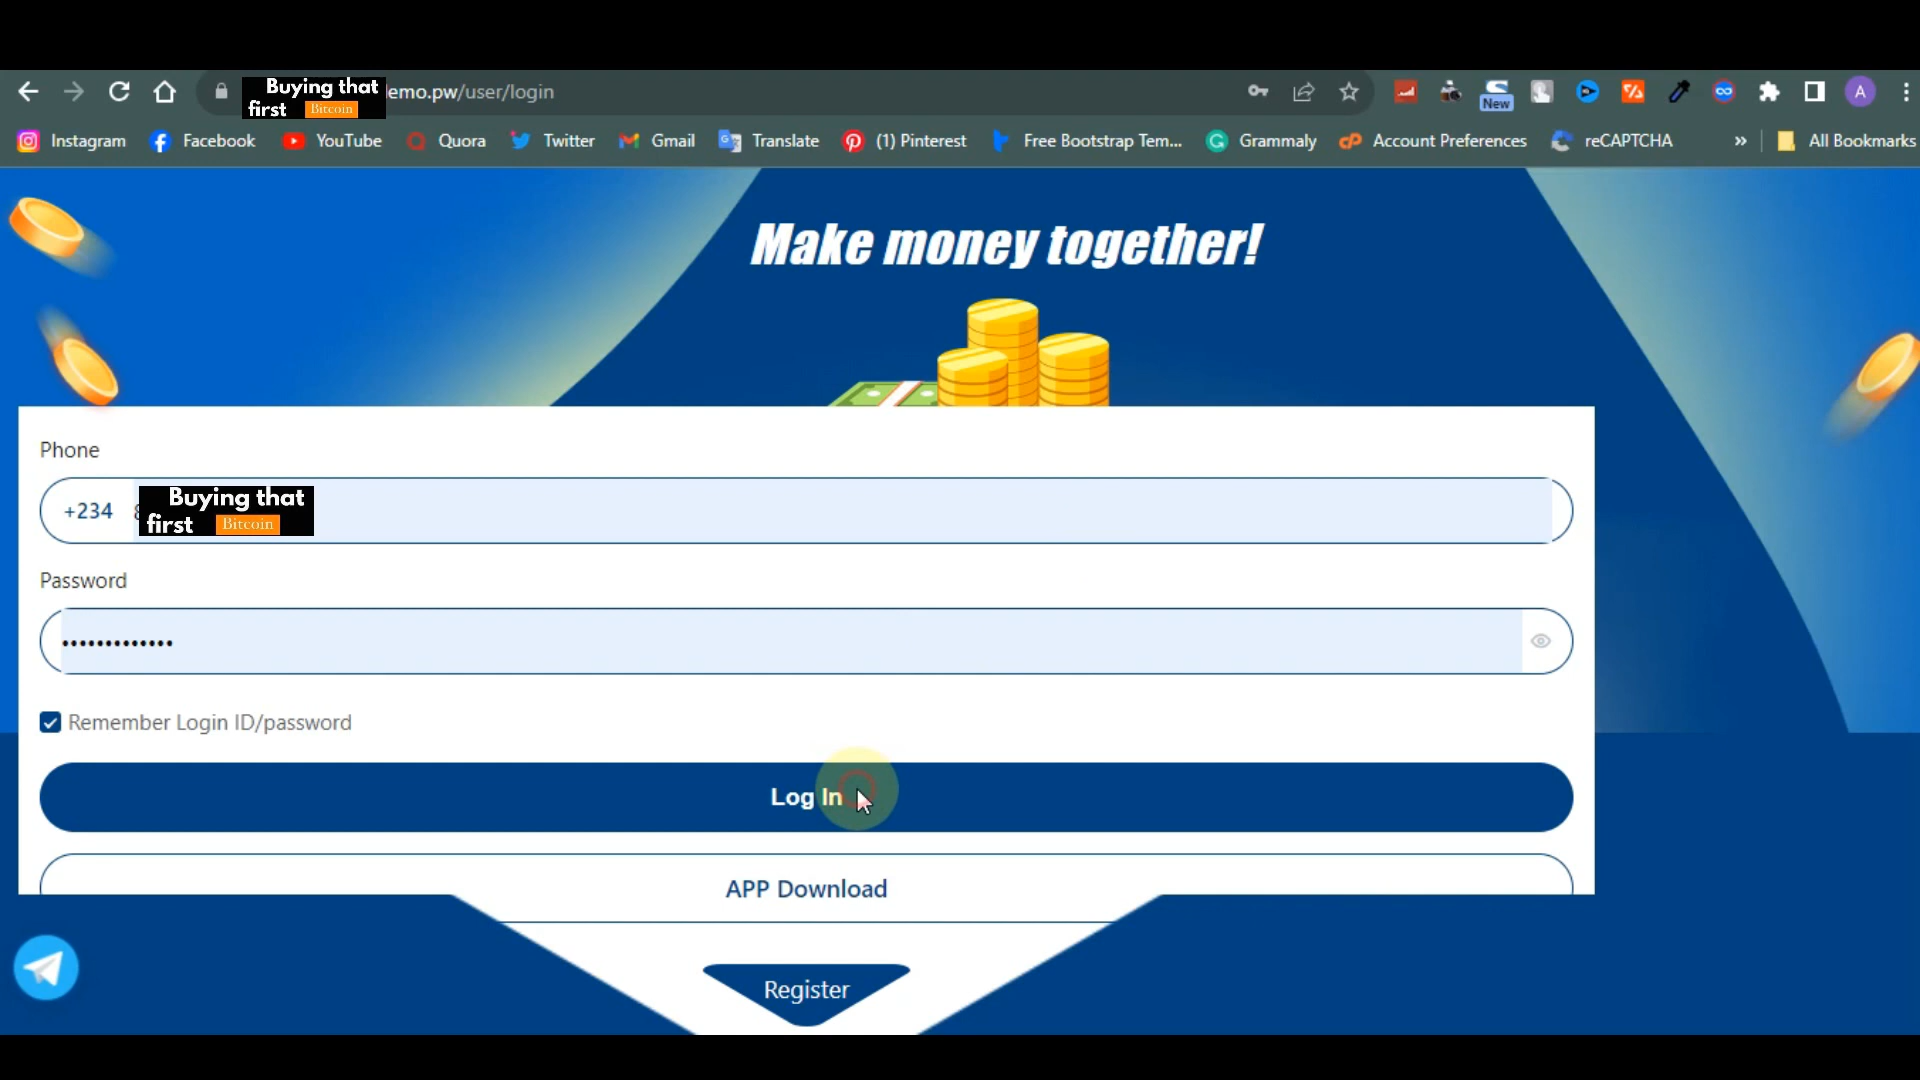 Buying that
first Bitcoin
emo.pw/user/login
New
A
Instagram
Facebook
YouTube
Quora
Twitter
Gmail
Translate
(1) Pinterest
Free Bootstrap Tem...
Grammaly
Account Preferences
reCAPTCHA
»
All Bookmarks
Make money together!
Phone
+234
Buying that
first Bitcoin
Password
•••••••••••••
Remember Login ID/password
Log In
APP Download
Register